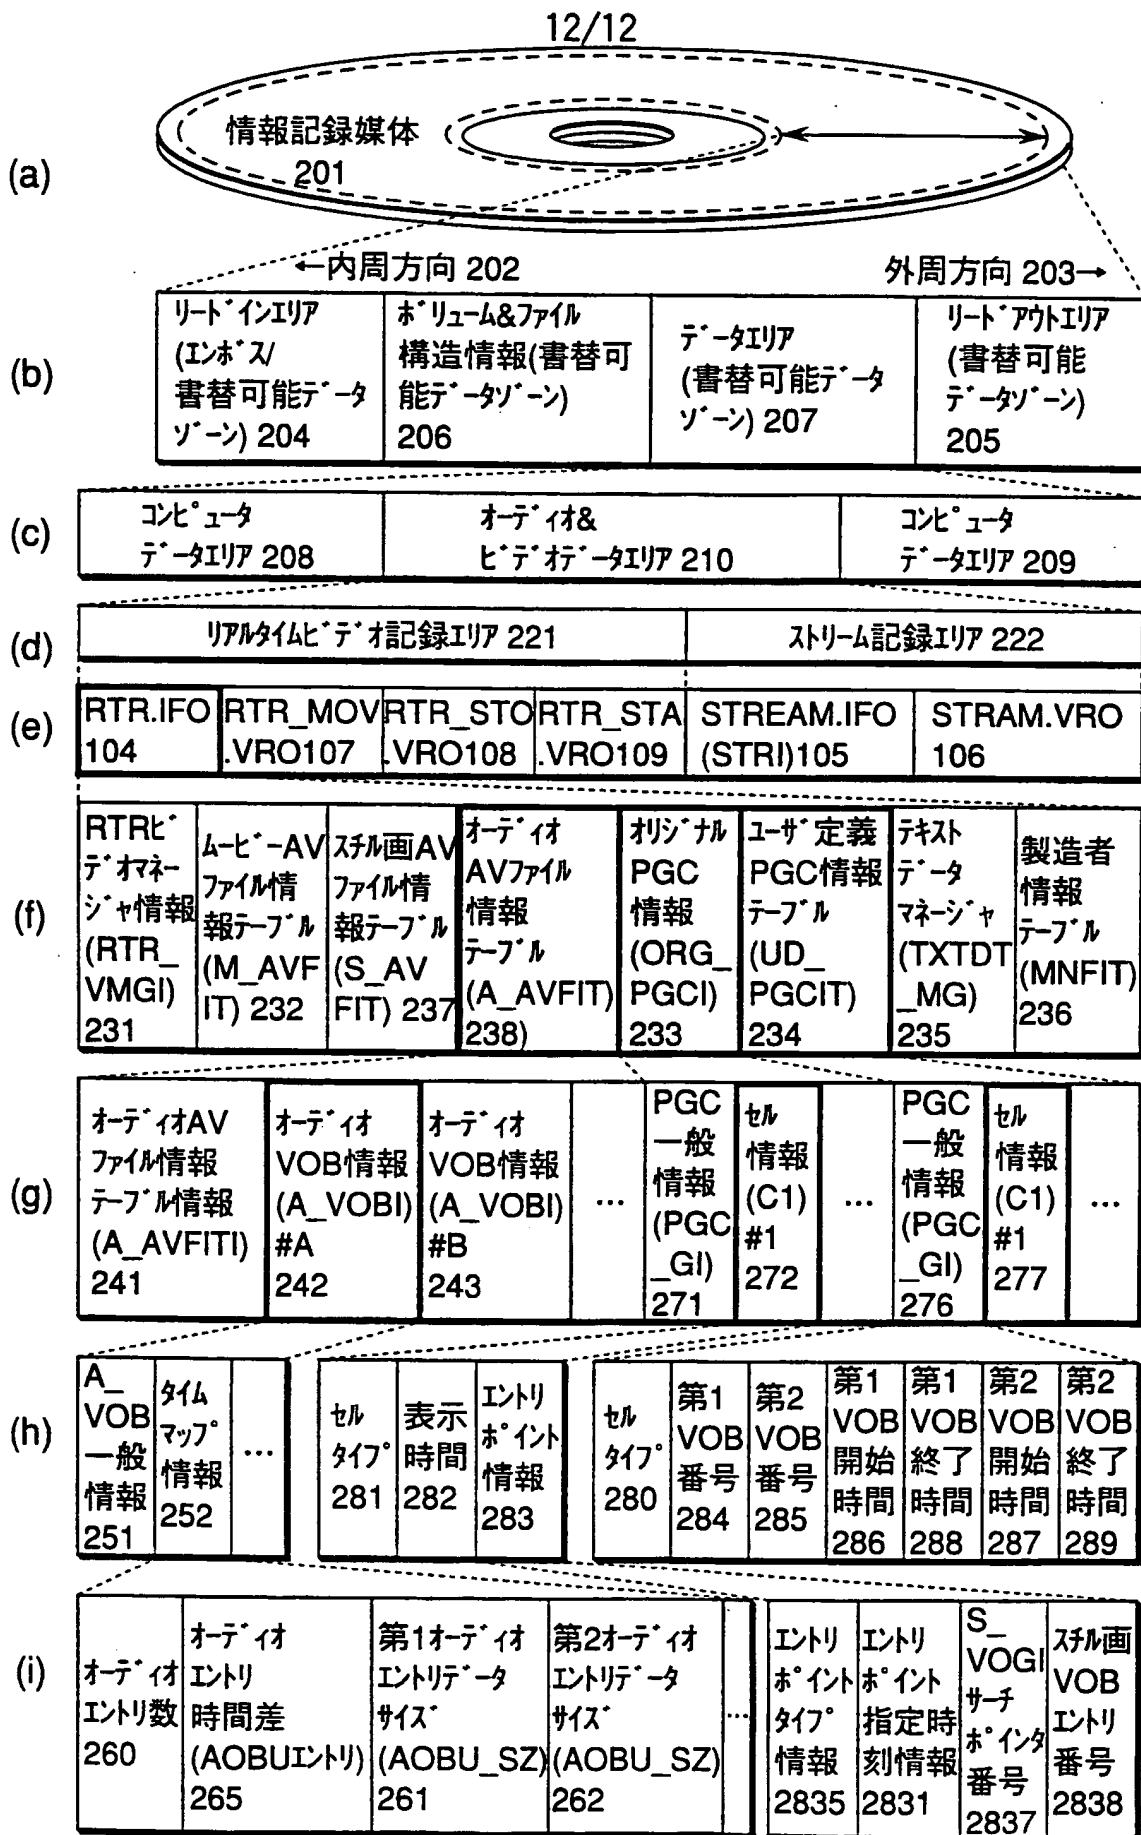 12/12
(a)
情報記録媒体
201
←内周方向 202
外周方向 203→
(b)
リードインエリア
(エンボス/
書替可能データ
ゾーン) 204
ボリューム&ファイル
構造情報(書替可
能データゾーン)
206
データエリア
(書替可能データ
ゾーン) 207
リードアウトエリア
(書替可能
データゾーン)
205
(c)
コンピュータ
データエリア 208
オーディオ&
ビデオデータエリア 210
コンピュータ
データエリア 209
(d)
リアルタイムビデオ記録エリア 221
ストリーム記録エリア 222
(e)
RTR.IFO
104
RTR_MOV
.VRO107
RTR_STO
.VRO108
RTR_STA
.VRO109
STREAM.IFO
(STRI)105
STRAM.VRO
106
(f)
RTRビ
デオマネー
ジャ情報
(RTR_
VMGI)
231
ムービーAV
ファイル情
報テーブル
(M_AVF
IT) 232
スチル画AV
ファイル情
報テーブル
(S_AV
FIT) 237
オーディオ
AVファイル
情報
テーブル
(A_AVFIT)
238)
オリジナル
PGC
情報
(ORG_
PGCI)
233
ユーザ定義
PGC情報
テーブル
(UD_
PGCIT)
234
テキスト
データ
マネージャ
(TXTDT
_MG)
235
製造者
情報
テーブル
(MNFIT)
236
(g)
オーディオAV
ファイル情報
テーブル情報
(A_AVFITI)
241
オーディオ
VOB情報
(A_VOBI)
#A
242
オーディオ
VOB情報
(A_VOBI)
#B
243
...
PGC
一般
情報
(PGC
_GI)
271
セル
情報
(C1)
#1
272
...
PGC
一般
情報
(PGC
_GI)
276
セル
情報
(C1)
#1
277
...
(h)
A_
VOB
一般
情報
251
タイム
マップ
情報
252
...
セル
タイプ
281
表示
時間
282
エントリ
ポイント
情報
283
セル
タイプ
280
第1
VOB
番号
284
第2
VOB
番号
285
第1
VOB
開始
時間
286
第1
VOB
終了
時間
288
第2
VOB
開始
時間
287
第2
VOB
終了
時間
289
(i)
オーディオ
エントリ数
260
オーディオ
エントリ
時間差
(AOBUエントリ)
265
第1オーディオ
エントリデータ
サイズ
(AOBU_SZ)
261
第2オーディオ
エントリデータ
サイズ
(AOBU_SZ)
262
...
エントリ
ポイント
タイプ
情報
2835
エントリ
ポイント
指定時
刻情報
2831
S_
VOGI
サーチ
ポインタ
番号
2837
スチル画
VOB
エントリ
番号
2838